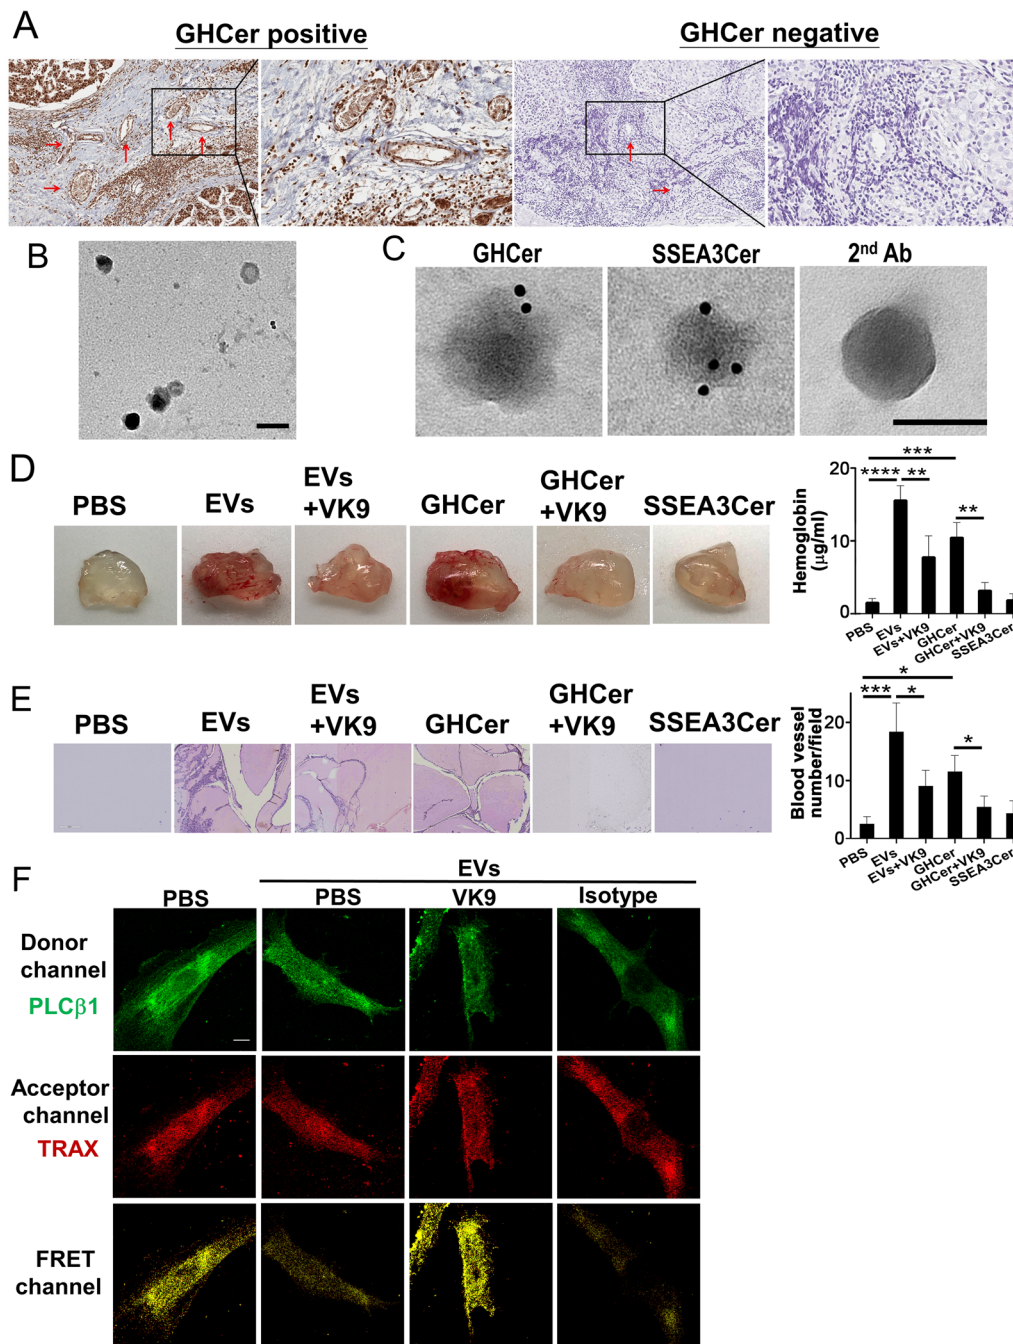 A
GHCer positive
GHCer negative
B
C
GHCer
SSEA3Cer
2nd Ab
D
PBS
EVs
EVs
+VK9
GHCer
GHCer
+VK9
SSEA3Cer
Hemoglobin
(μg/ml)
20
10
0
***
****
**
**
PBS
EVs
EVs+VK9
GHCer
GHCer+VK9
SSEA3Cer
E
PBS
EVs
EVs
+VK9
GHCer
GHCer
+VK9
SSEA3Cer
Blood vessel
number/field
20
10
0
*
***
*
*
PBS
EVs
EVs+VK9
GHCer
GHCer+VK9
SSEA3Cer
F
EVs
PBS
PBS
VK9
Isotype
Donor
channel
PLCβ1
Acceptor
channel
TRAX
FRET
channel